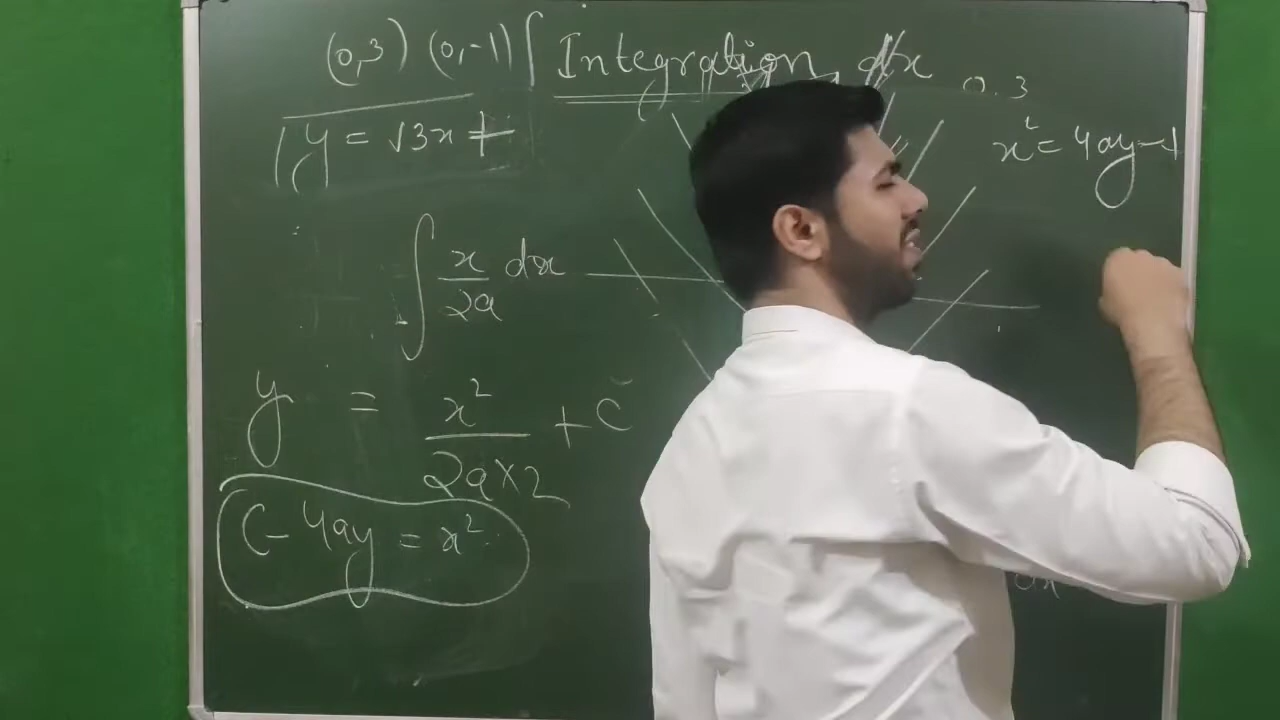 (0,3) (0,-1) ∫ Integration dx
0.3
y = √3x +
x² = 4ay - 1
∫ x/2a dx
y = x²/2a×2 + C
C - 4ay = x²